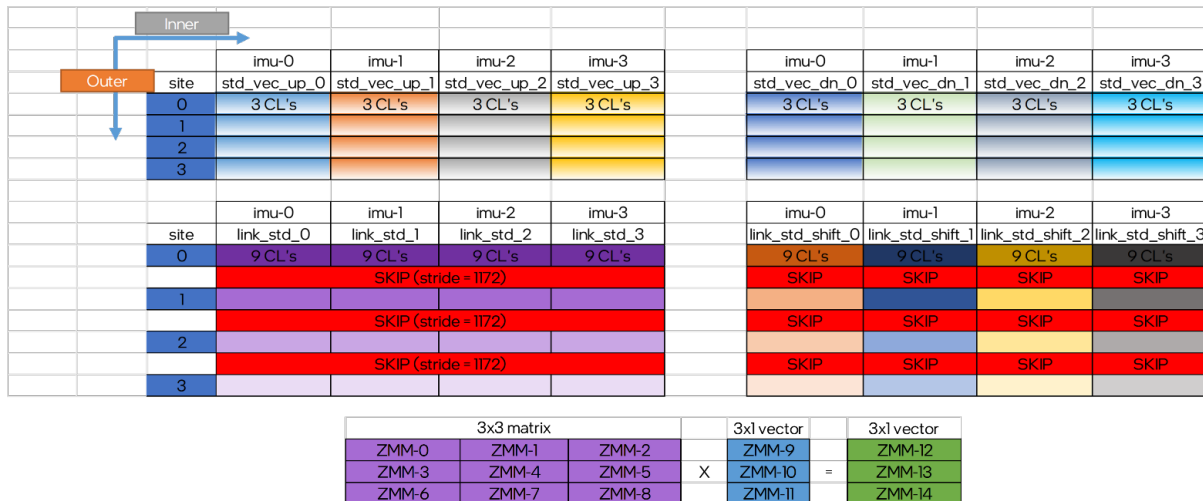 Inner
imu-0 imu-1 imu-2 imu-3 imu-0 imu-1 imu-2 imu-3
Outer site std_vec_up_0 std_vec_up_1 std_vec_up_2 std_vec_up_3 std_vec_dn_0 std_vec_dn_1 std_vec_dn_2 std_vec_dn_3
0 3 CL's 3 CL's 3 CL's 3 CL's 3 CL's 3 CL's 3 CL's 3 CL's
1
2
3
imu-0 imu-1 imu-2 imu-3 imu-0 imu-1 imu-2 imu-3
site link_std_0 link_std_1 link_std_2 link_std_3 link_std_shift_0 link_std_shift_1 link_std_shift_2 link_std_shift_3
0 9 CL's 9 CL's 9 CL's 9 CL's 9 CL's 9 CL's 9 CL's 9 CL's
SKIP (stride = 1172) SKIP SKIP SKIP SKIP
1
SKIP (stride = 1172) SKIP SKIP SKIP SKIP
2
SKIP (stride = 1172) SKIP SKIP SKIP SKIP
3
3x3 matrix 3x1 vector 3x1 vector
ZMM-0 ZMM-1 ZMM-2 ZMM-9 ZMM-12
ZMM-3 ZMM-4 ZMM-5 X ZMM-10 = ZMM-13
ZMM-6 ZMM-7 ZMM-8 ZMM-11 ZMM-14